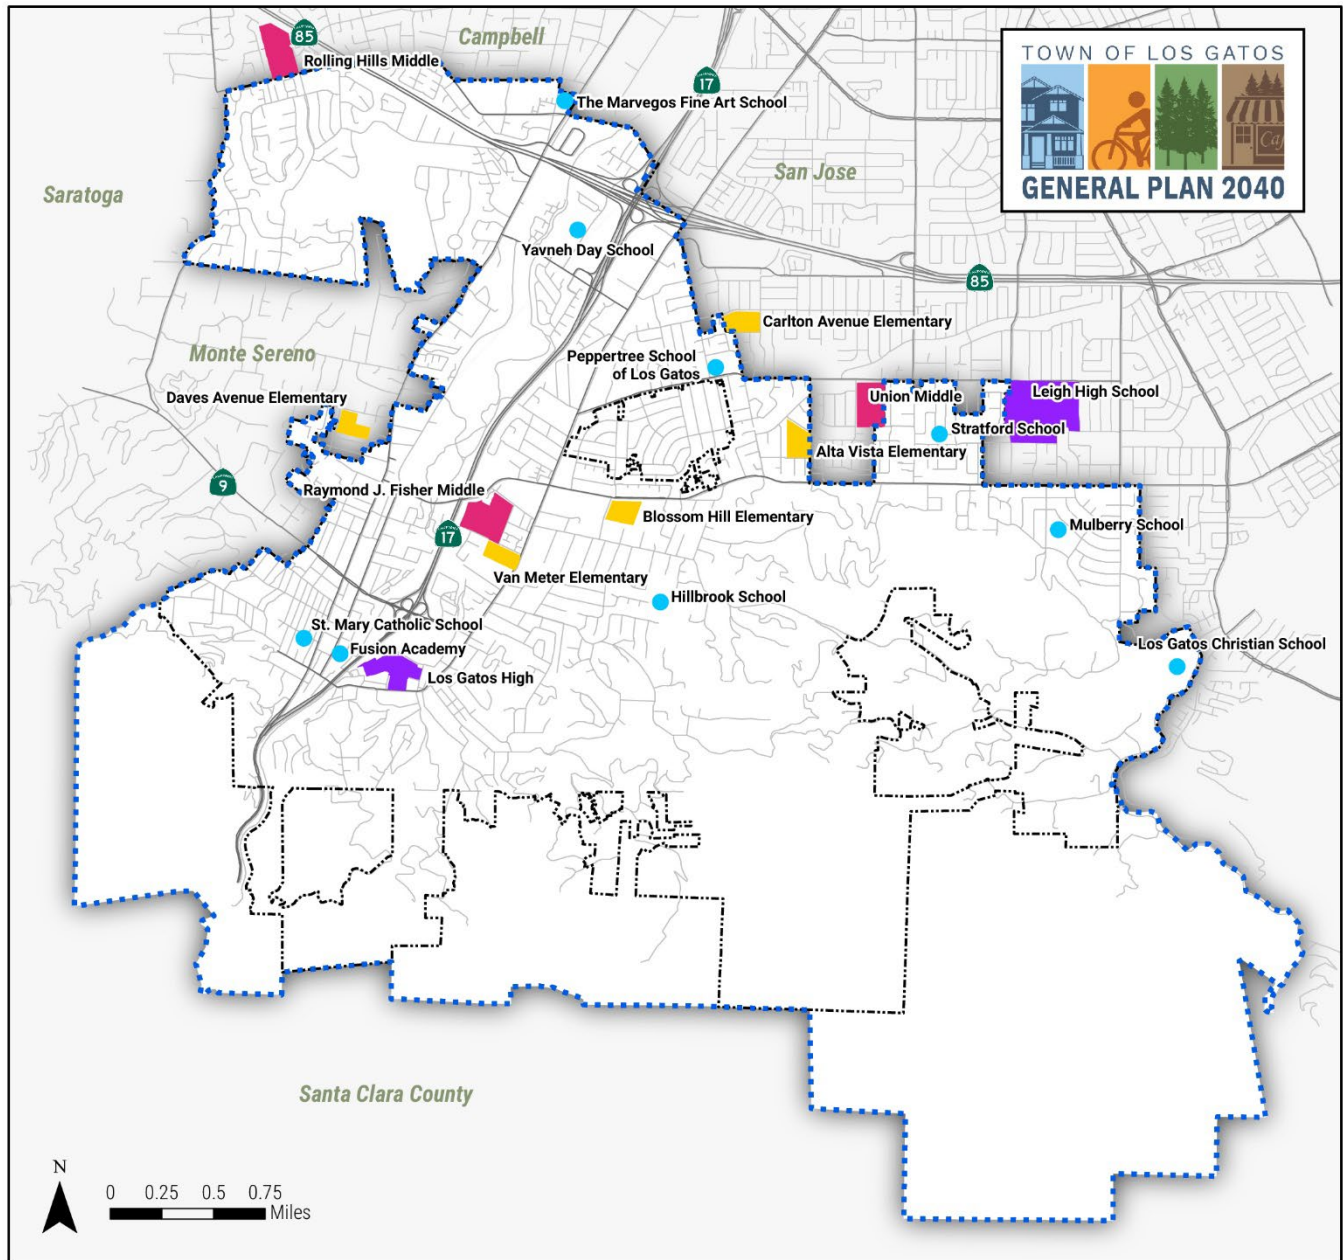 85
Campbell
Rolling Hills Middle
17
The Marvegos Fine Art School
TOWN OF LOS GATOS
Caf
GENERAL PLAN 2040
San Jose
Saratoga
Yavneh Day School
85
Carlton Avenue Elementary
Monte Sereno
Peppertree School
of Los Gatos
Daves Avenue Elementary
Union Middle
Leigh High School
Stratford School
Alta Vista Elementary
9
Raymond J. Fisher Middle
17
Blossom Hill Elementary
Mulberry School
Van Meter Elementary
Hillbrook School
St. Mary Catholic School
Fusion Academy
Los Gatos High
Los Gatos Christian School
Santa Clara County
N
0 0.25 0.5 0.75
Miles